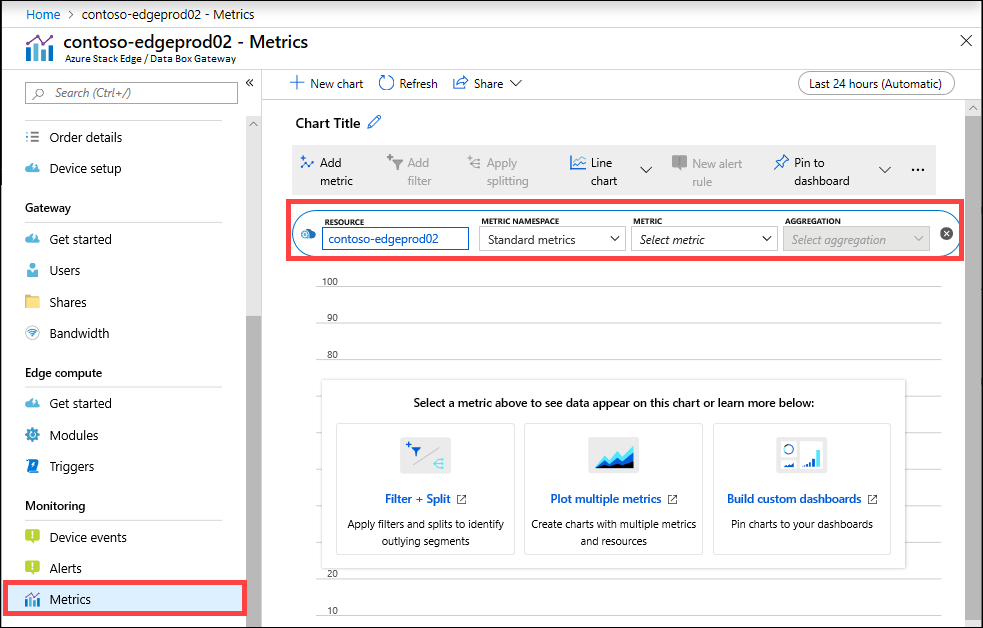 Home > contoso-edgeprod02 - Metrics
contoso-edgeprod02 - Metrics
Azure Stack Edge / Data Box Gateway
Search (Ctrl+/)
«
Order details
Device setup
Gateway
Get started
Users
Shares
Bandwidth
Edge compute
Get started
Modules
Triggers
Monitoring
Device events
Alerts
Metrics
New chart
Refresh
Share
Last 24 hours (Automatic)
Chart Title
Add
metric
Add
filter
Apply
splitting
Line
chart
New alert
rule
Pin to
dashboard
...
RESOURCE
contoso-edgeprod02
METRIC NAMESPACE
Standard metrics
METRIC
Select metric
AGGREGATION
Select aggregation
100
90
80
Select a metric above to see data appear on this chart or learn more below:
Filter + Split
Apply filters and splits to identify
outlying segments
Plot multiple metrics
Create charts with multiple metrics
and resources
Build custom dashboards
Pin charts to your dashboards
20
10